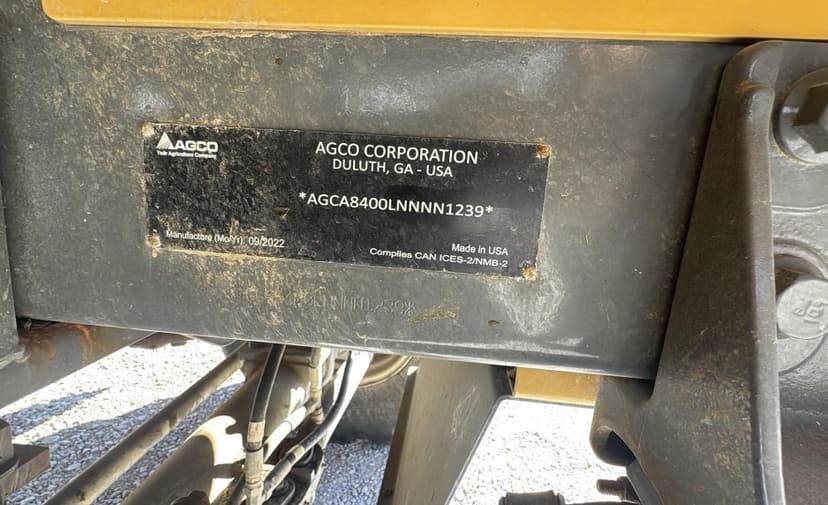 AGCO
Your Agriculture Company
AGCO CORPORATION
DULUTH, GA - USA
*AGCA8400LNNNN1239*
Manufacture (Mo/Yr): 09/2022
Made in USA
Complies CAN ICES-2/NMB-2